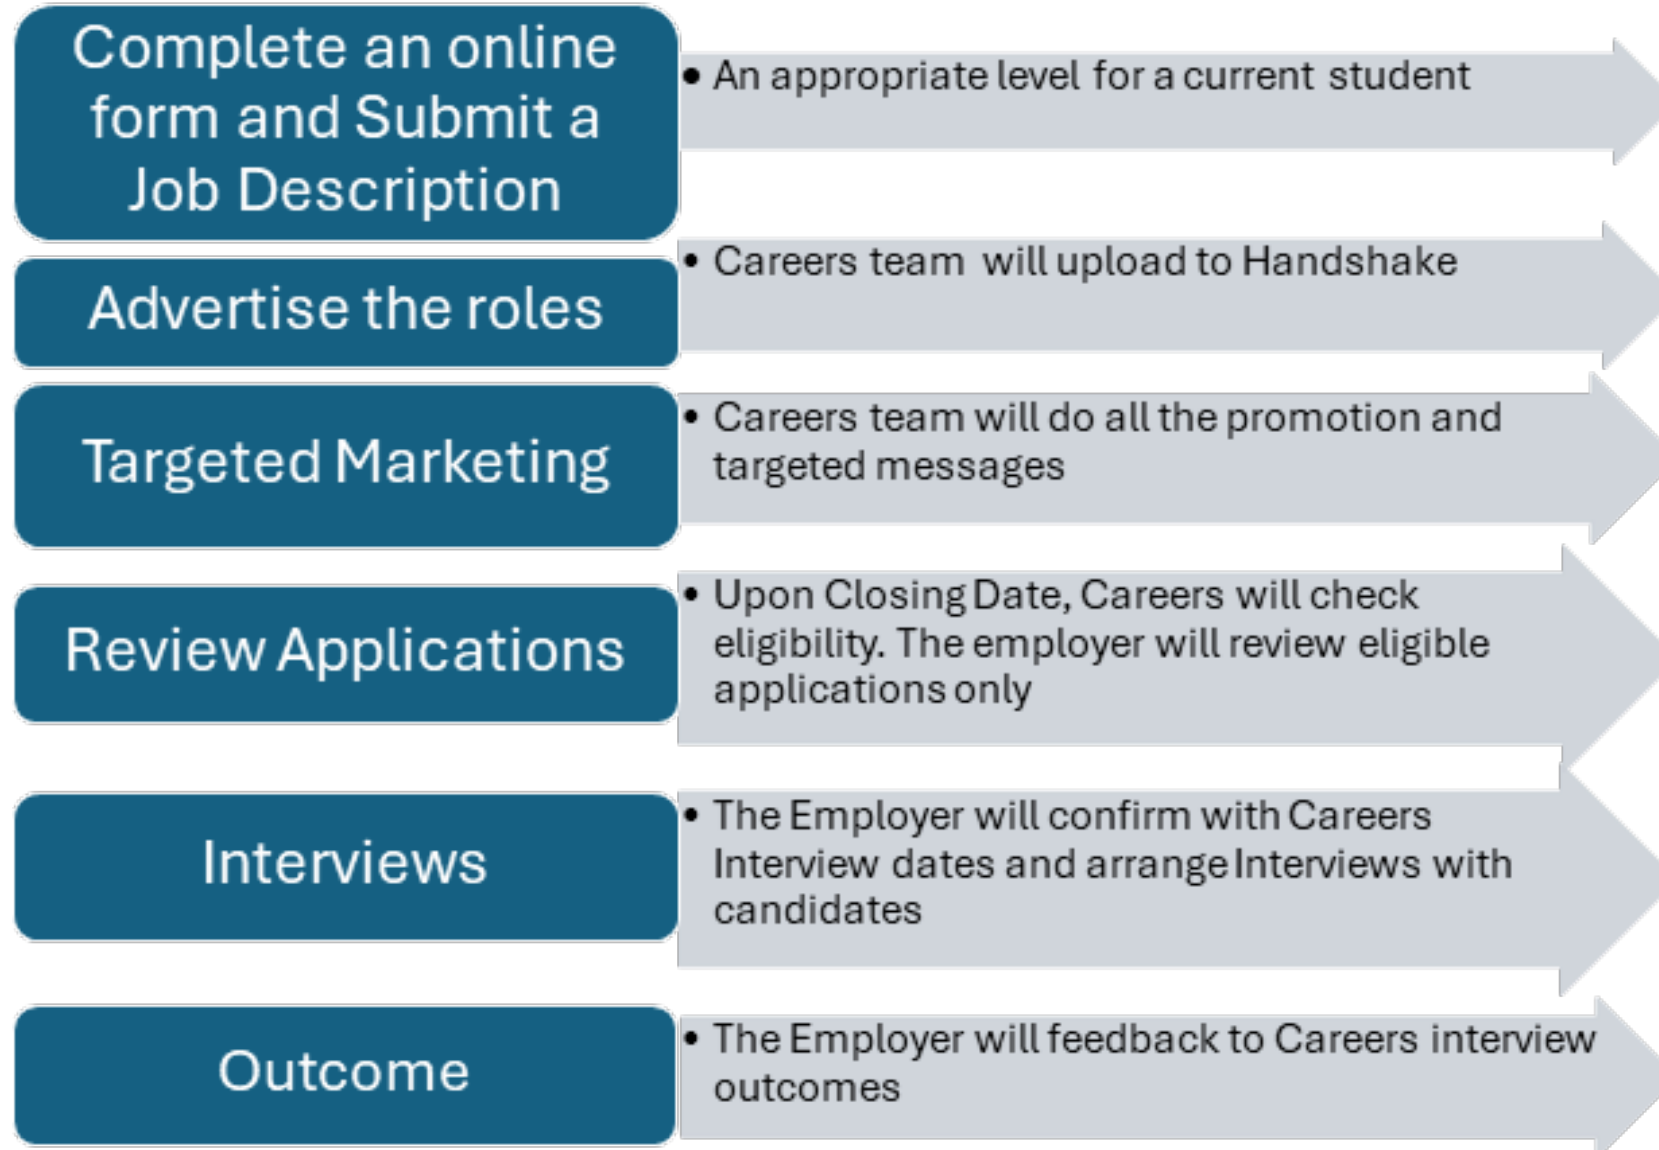 Complete an online
form and Submit a
Job Description
• An appropriate level for a current student
Advertise the roles
• Careers team will upload to Handshake
Targeted Marketing
• Careers team will do all the promotion and
targeted messages
Review Applications
• Upon Closing Date, Careers will check
eligibility. The employer will review eligible
applications only
Interviews
• The Employer will confirm with Careers
Interview dates and arrange Interviews with
candidates
Outcome
• The Employer will feedback to Careers interview
outcomes